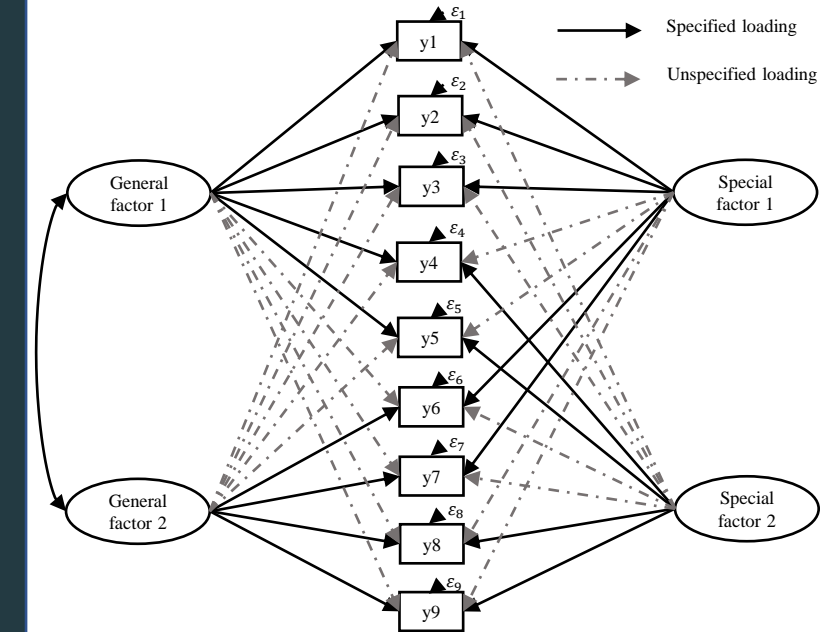 Specified loading
Unspecified loading
General
factor 1
General
factor 2
ε₁
y1
ε₂
y2
ε₃
y3
ε₄
y4
ε₅
y5
ε₆
y6
ε₇
y7
ε₈
y8
ε₉
y9
Special
factor 1
Special
factor 2